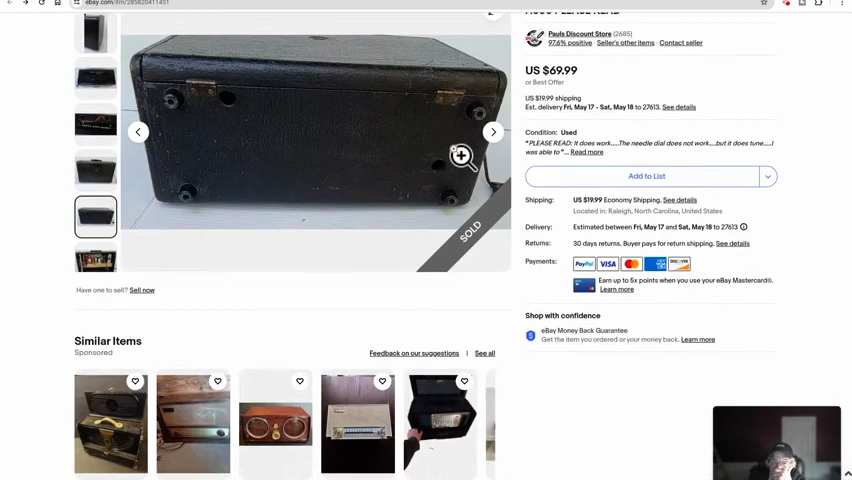 ebay.com/itm/285820411451
Pauls Discount Store (2685)
97.6% positive · Seller's other items · Contact seller
US $69.99
or Best Offer
US $19.99 shipping
Est. delivery Fri, May 17 - Sat, May 18 to 27613. See details
Condition: Used
"PLEASE READ: It does work.....The needle dial does not work....but it does tune.....I
was able to" ... Read more
Add to List
Shipping: US $19.99 Economy Shipping. See details
Located in: Raleigh, North Carolina, United States
Delivery: Estimated between Fri, May 17 and Sat, May 18 to 27613
Returns: 30 days returns. Buyer pays for return shipping. See details
Payments: PayPal VISA DISCOVER
Earn up to 5x points when you use your eBay Mastercard®.
Learn more
SOLD
Have one to sell? Sell now
Shop with confidence
eBay Money Back Guarantee
Get the item you ordered or your money back. Learn more
Similar Items
Sponsored
Feedback on our suggestions | See all